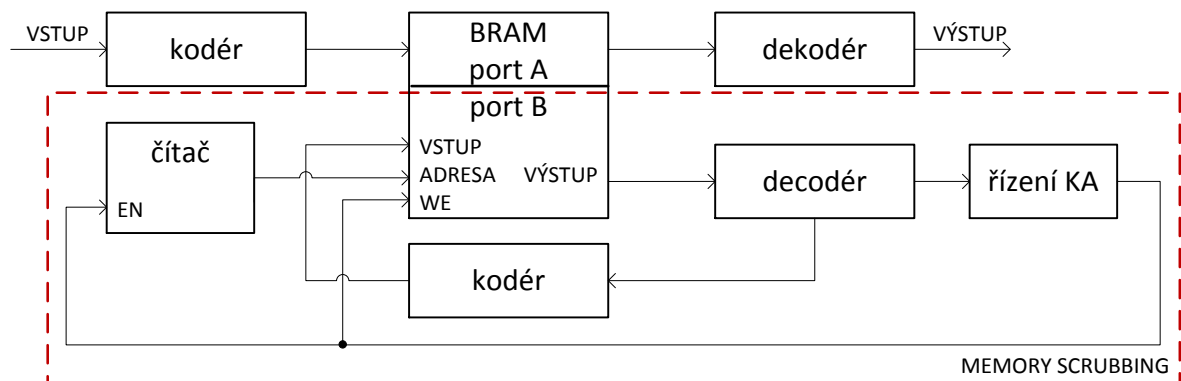 VSTUP
kodér
BRAM
port A
dekodér
VÝSTUP
port B
čítač
EN
VSTUP
ADRESA
WE
VÝSTUP
decodér
řízení KA
kodér
MEMORY SCRUBBING